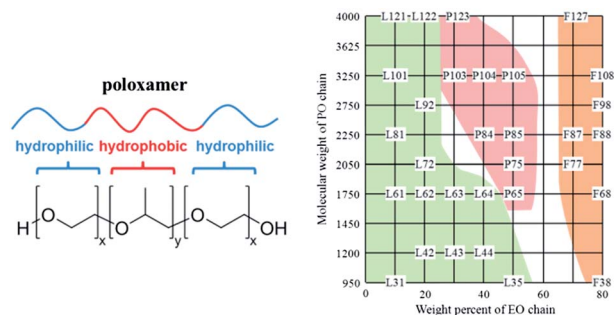 poloxamer
hydrophilic hydrophobic hydrophilic
H O x O y O x OH
Molecular weight of PO chain
4000 L121 L122 P123 F127
3625
3250 L101 P103 P104 P105 F108
2750 L92 F98
2250 L81 P84 P85 F87 F88
2050 L72 P75 F77
1750 L61 L62 L63 L64 P65 F68
1450
1200 L42 L43 L44
950 L31 L35 F38
0 20 40 60 80
Weight percent of EO chain